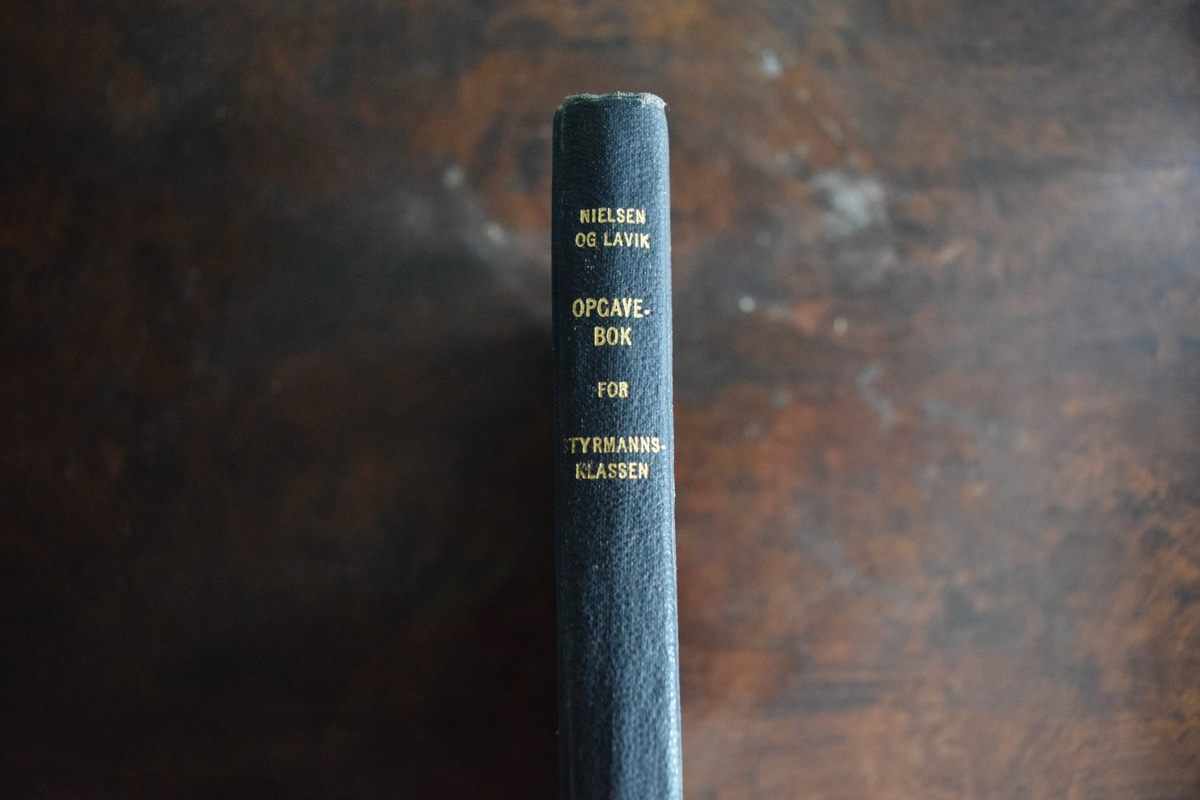 NIELSEN
OG LAVIK
OPGAVE-
BOK
FOR
STYRMANNS-
KLASSEN